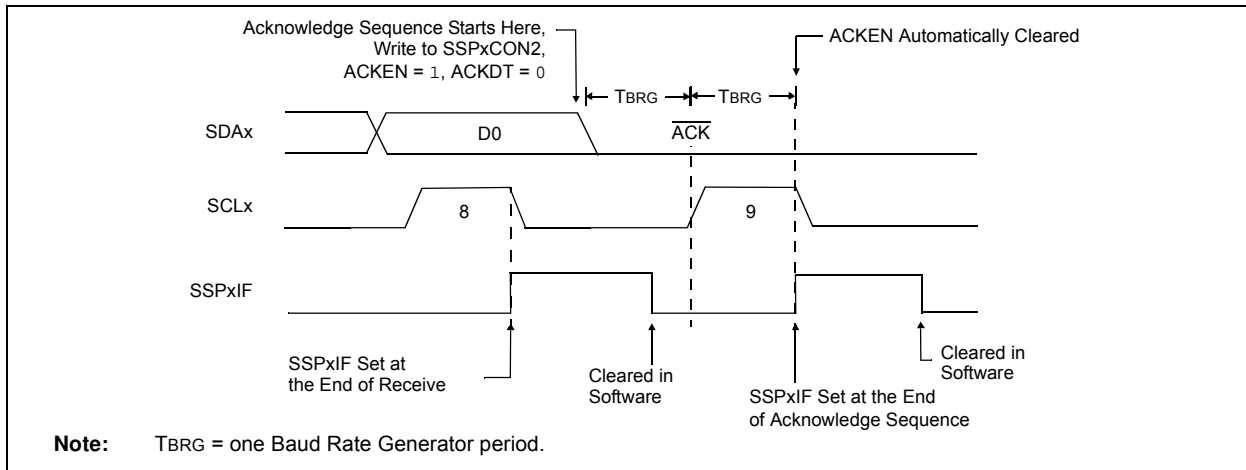 Acknowledge Sequence Starts Here,
Write to SSPxCON2,
ACKEN = 1, ACKDT = 0
ACKEN Automatically Cleared
TBRG
TBRG
SDAx
D0
ACK
SCLx
8
9
SSPxIF
SSPxIF Set at
the End of Receive
Cleared in
Software
SSPxIF Set at the End
of Acknowledge Sequence
Cleared in
Software
Note: TBRG = one Baud Rate Generator period.